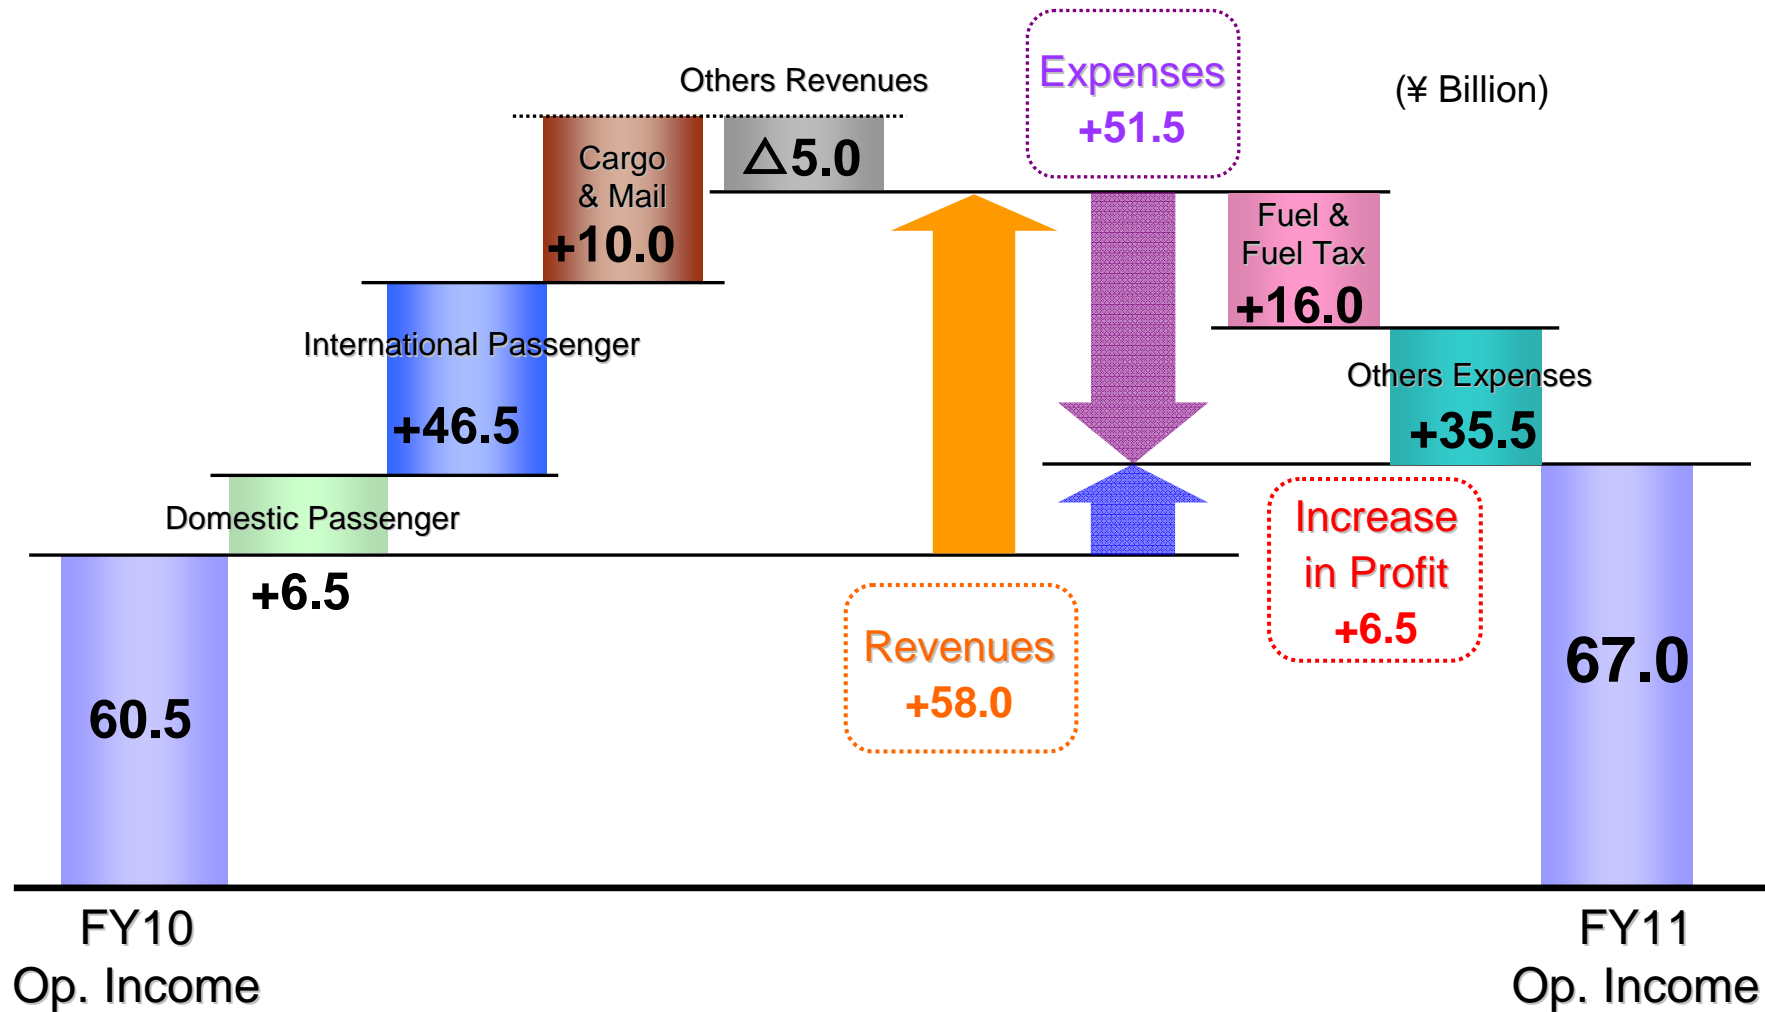 Others Revenues
Expenses
+51.5
(¥ Billion)
Cargo
& Mail
+10.0
△5.0
Fuel &
Fuel Tax
+16.0
International Passenger
+46.5
Others Expenses
+35.5
Domestic Passenger
+6.5
Increase
in Profit
+6.5
Revenues
+58.0
60.5
67.0
FY10
Op. Income
FY11
Op. Income